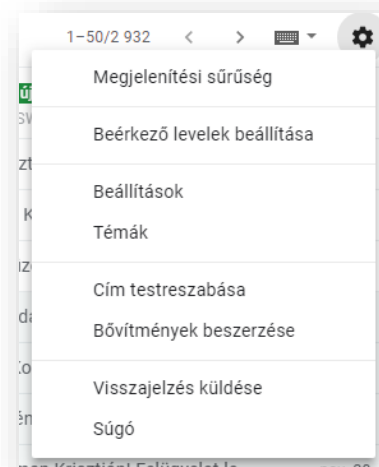 1–50/2 932
Megjelenítési sűrűség
Beérkező levelek beállítása
Beállítások
Témák
Cím testreszabása
Bővítmények beszerzése
Visszajelzés küldése
Súgó